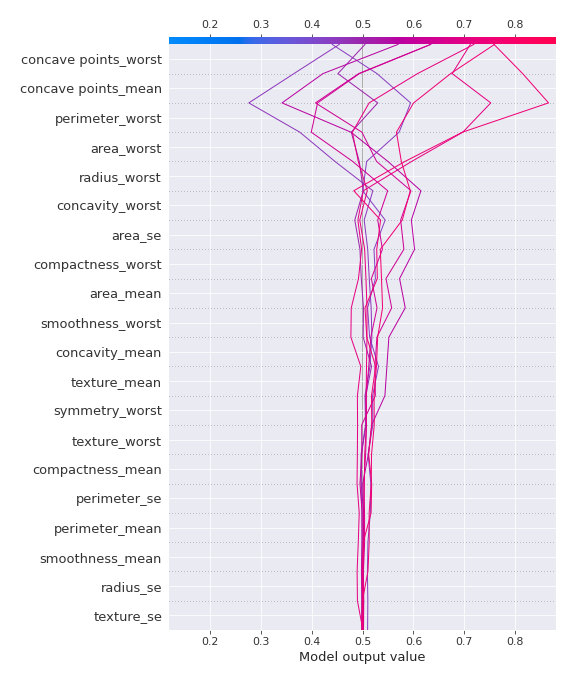 0.2 0.3 0.4 0.5 0.6 0.7 0.8
concave points_worst
concave points_mean
perimeter_worst
area_worst
radius_worst
concavity_worst
area_se
compactness_worst
area_mean
smoothness_worst
concavity_mean
texture_mean
symmetry_worst
texture_worst
compactness_mean
perimeter_se
perimeter_mean
smoothness_mean
radius_se
texture_se
0.2 0.3 0.4 0.5 0.6 0.7 0.8
Model output value